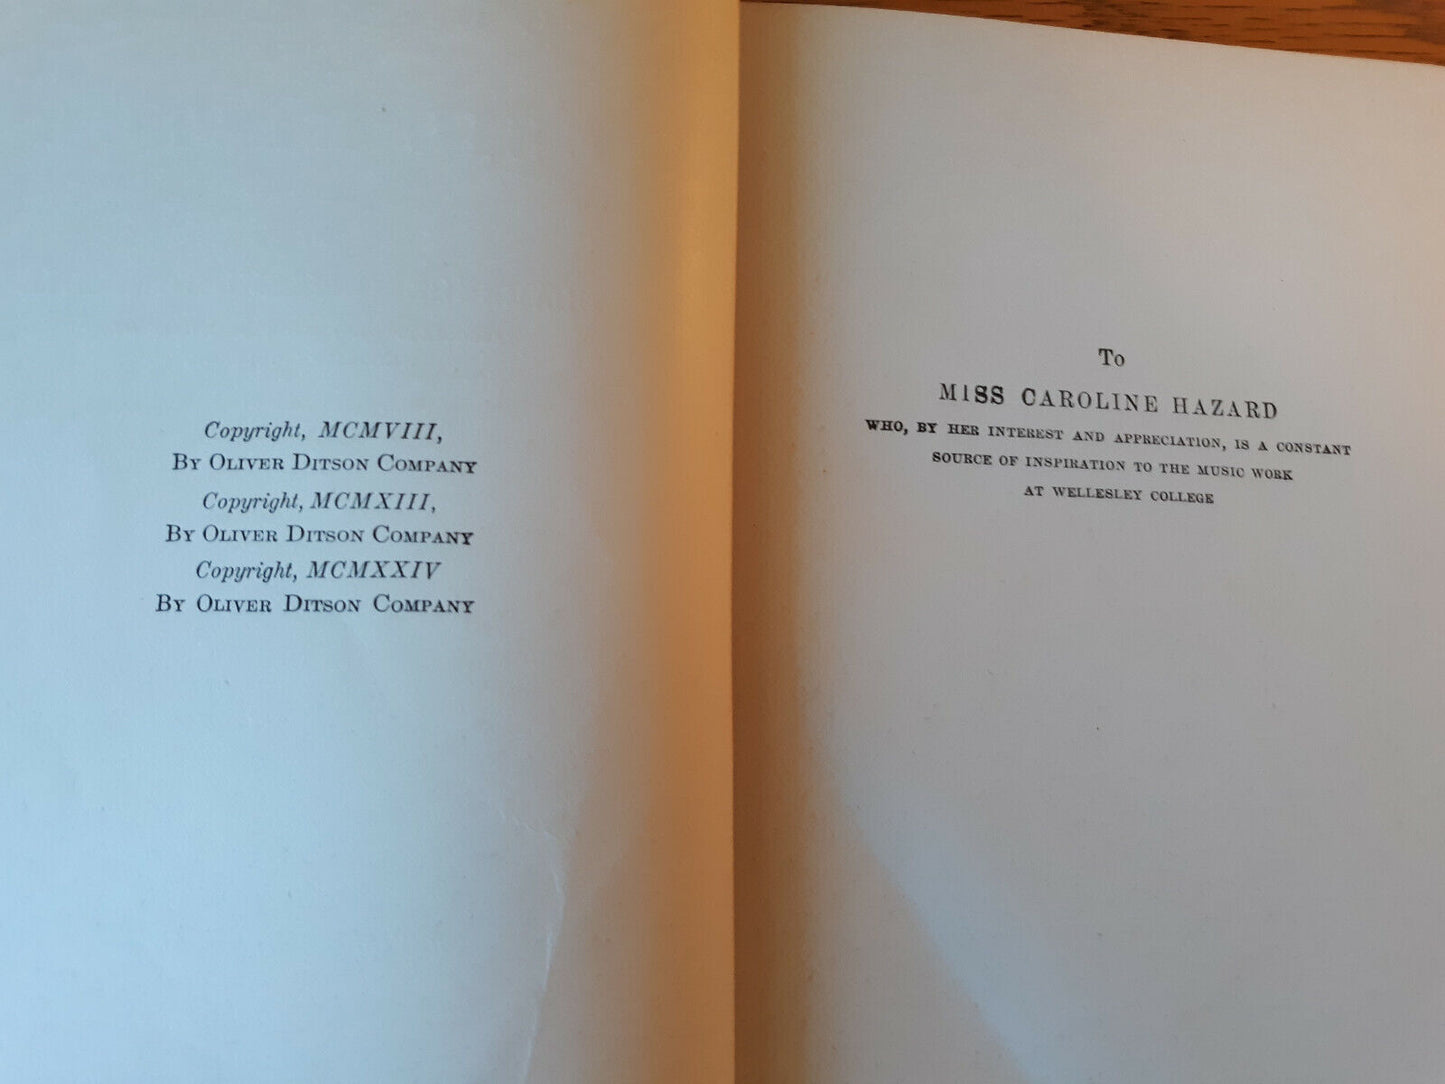 Copyright, MCMVIII,
By Oliver Ditson Company
Copyright, MCMXIII,
By Oliver Ditson Company
Copyright, MCMXXIV
By Oliver Ditson Company
To
MISS CAROLINE HAZARD
WHO, BY HER INTEREST AND APPRECIATION, IS A CONSTANT
SOURCE OF INSPIRATION TO THE MUSIC WORK
AT WELLESLEY COLLEGE